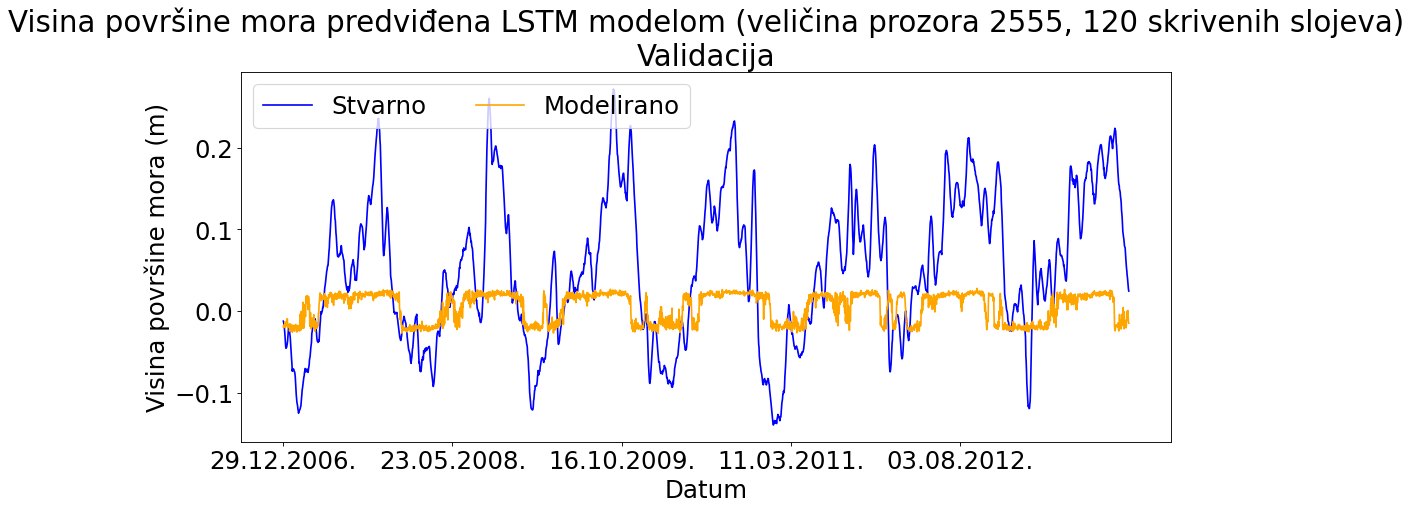 Visina površine mora predviđena LSTM modelom (veličina prozora 2555, 120 skrivenih slojeva)
Validacija
Stvarno Modelirano
Visina površine mora (m)
0.2
0.1
0.0
−0.1
29.12.2006. 23.05.2008. 16.10.2009. 11.03.2011. 03.08.2012.
Datum